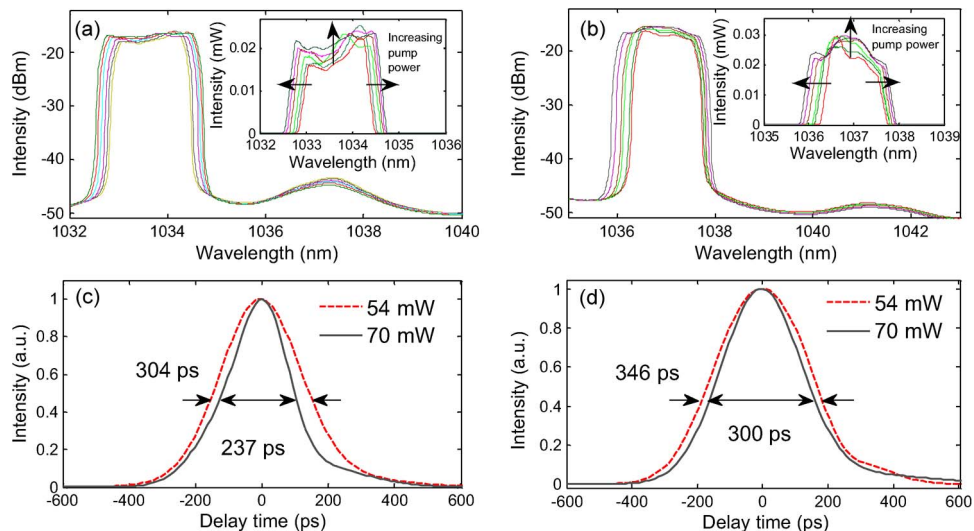 (a)
Intensity (dBm)
-20
-30
-40
-50
1032
1034
1036
1038
1040
Wavelength (nm)
Intensity (mW)
0.02
0.01
0
1032
1033
1034
1035
1036
Wavelength (nm)
Increasing
pump
power
(b)
Intensity (dBm)
-20
-30
-40
-50
1036
1038
1040
1042
Wavelength (nm)
Intensity (mW)
0.03
0.02
0.01
0
1035
1036
1037
1038
1039
Wavelength (nm)
Increasing
pump power
(c)
Intensity (a.u.)
1
0.8
0.6
0.4
0.2
0
-600
-400
-200
0
200
400
600
Delay time (ps)
54 mW
70 mW
304 ps
237 ps
(d)
Intensity (a.u.)
1
0.8
0.6
0.4
0.2
0
-600
-400
-200
0
200
400
600
Delay time (ps)
54 mW
70 mW
346 ps
300 ps